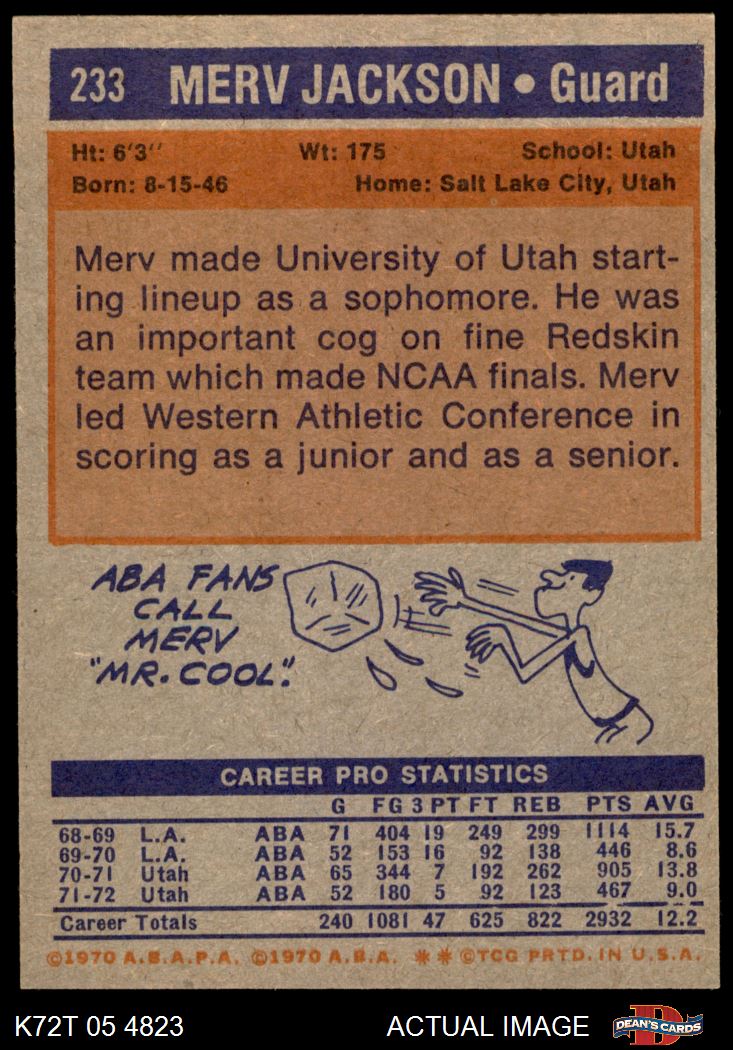 233 MERV JACKSON • Guard
Ht: 6'3'' Wt: 175 School: Utah
Born: 8-15-46 Home: Salt Lake City, Utah
Merv made University of Utah start-
ing lineup as a sophomore. He was
an important cog on fine Redskin
team which made NCAA finals. Merv
led Western Athletic Conference in
scoring as a junior and as a senior.
ABA FANS
CALL
MERV
"MR. COOL".
CAREER PRO STATISTICS
G FG 3 PT FT REB PTS AVG
68-69 L.A. ABA 71 404 19 249 299 1114 15.7
69-70 L.A. ABA 52 153 16 92 138 446 8.6
70-71 Utah ABA 65 344 7 192 262 905 13.8
71-72 Utah ABA 52 180 5 92 123 467 9.0
Career Totals 240 1081 47 625 822 2932 12.2
©1970 A.B.A.P.A. ©1970 A.B.A. ** ©TCG PRTD. IN U.S.A.
K72T 05 4823 ACTUAL IMAGE DEAN'S CARDS